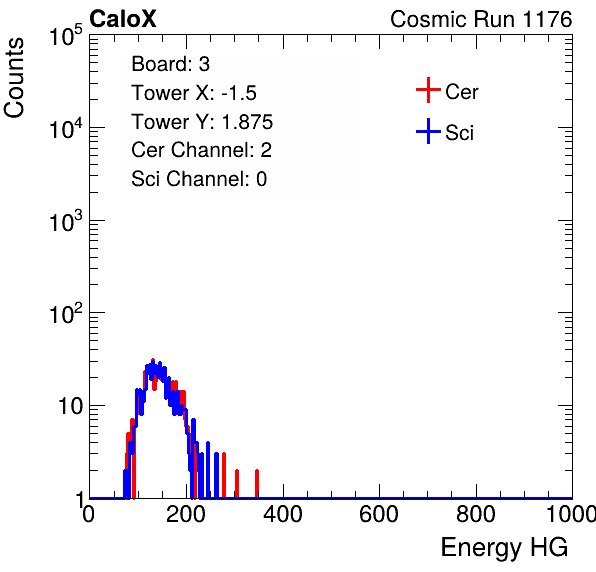 CaloX Cosmic Run 1176
Counts
10^5
10^4
10^3
10^2
10
1
Board: 3
Tower X: -1.5
Tower Y: 1.875
Cer Channel: 2
Sci Channel: 0
Cer
Sci
0 200 400 600 800 1000
Energy HG